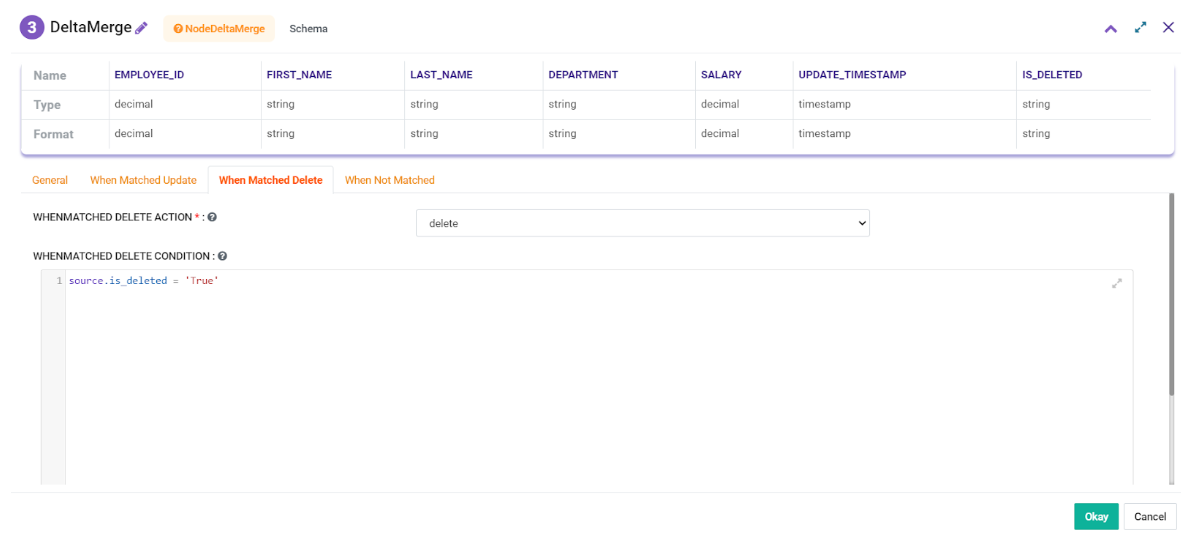 3 DeltaMerge NodeDeltaMerge Schema
Name EMPLOYEE_ID FIRST_NAME LAST_NAME DEPARTMENT SALARY UPDATE_TIMESTAMP IS_DELETED
Type decimal string string string decimal timestamp string
Format decimal string string string decimal timestamp string
General When Matched Update When Matched Delete When Not Matched
WHENMATCHED DELETE ACTION * : delete
WHENMATCHED DELETE CONDITION :
1 source.is_deleted = 'True'
Okay Cancel